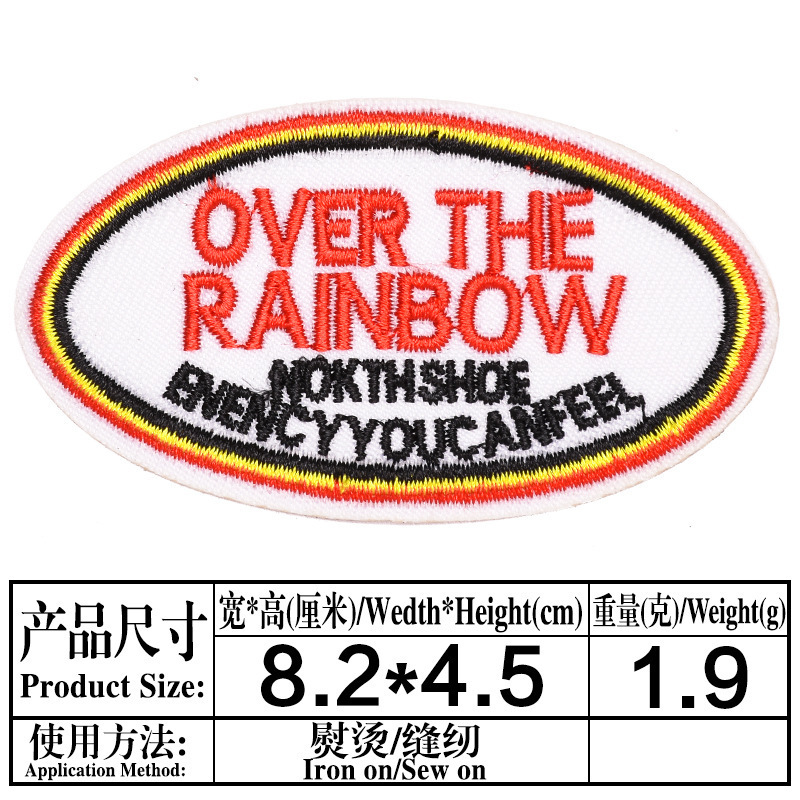 OVER THE
RAINBOW
NOKTHSHOE
ENENCYYOUCANFEEL
产品尺寸
Product Size:
宽*高(厘米)/Wedth*Height(cm)
重量(克)/Weight(g)
8.2*4.5
1.9
使用方法:
Application Method:
熨烫/缝纫
Iron on/Sew on